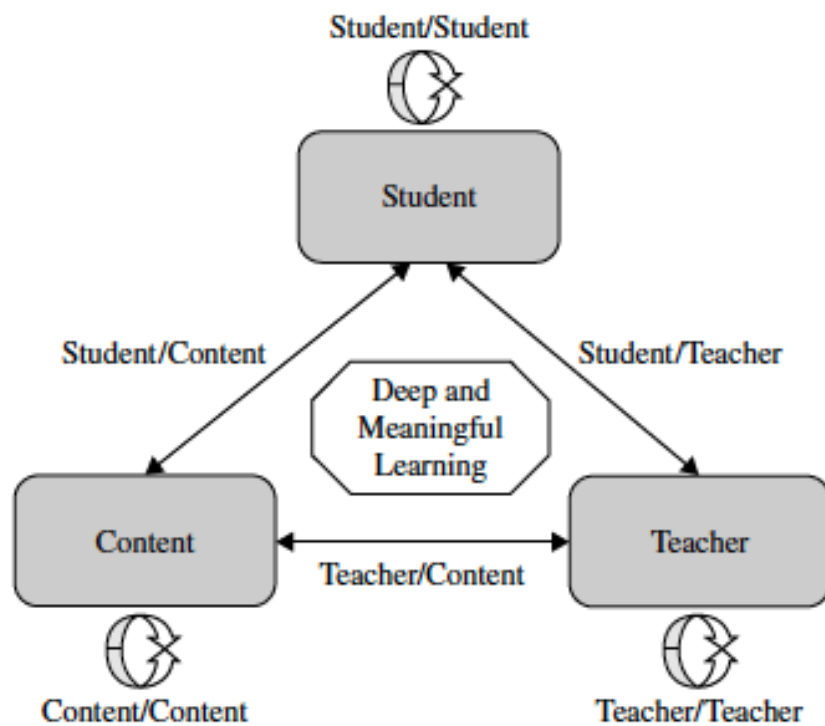 Student/Student
Student
Student/Content
Student/Teacher
Deep and
Meaningful
Learning
Content
Teacher
Teacher/Content
Content/Content
Teacher/Teacher